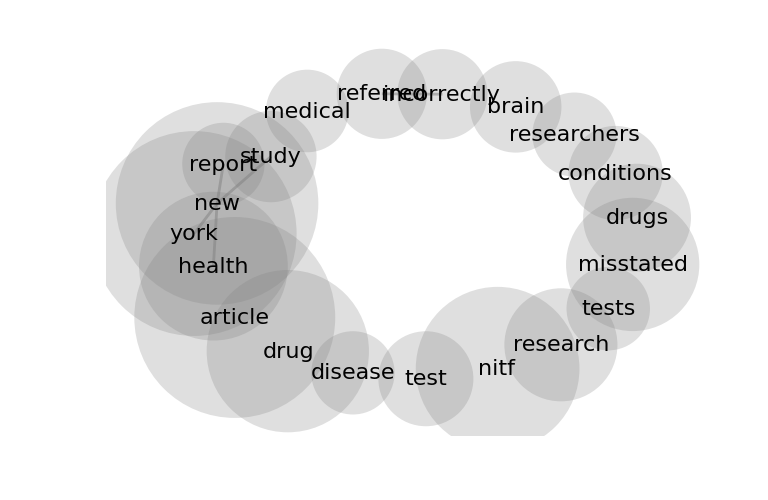 referred
incorrectly
brain
medical
researchers
study
report
conditions
new
drugs
york
misstated
health
tests
article
research
drug
nitf
disease
test